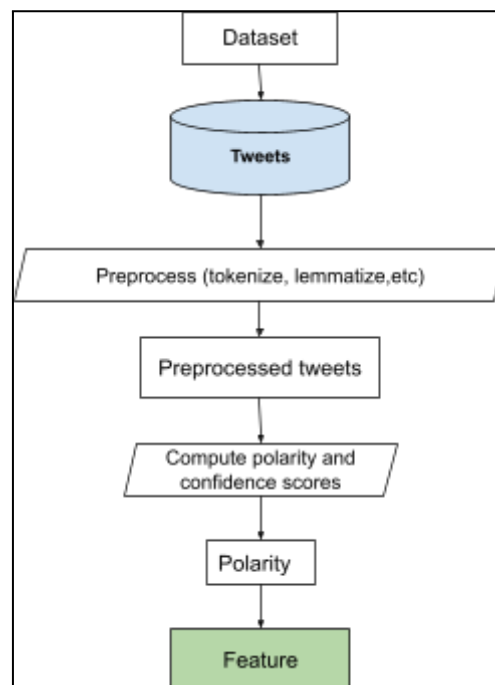 Dataset
Tweets
Preprocess (tokenize, lemmatize,etc)
Preprocessed tweets
Compute polarity and
confidence scores
Polarity
Feature